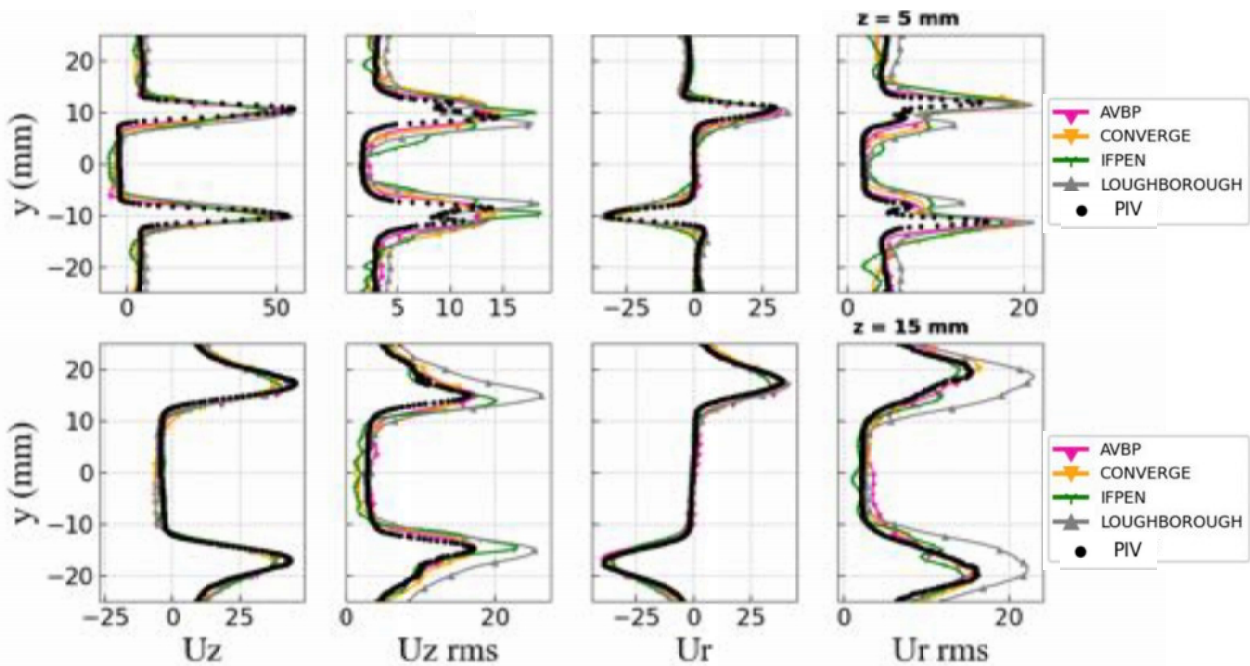 z = 5 mm
20
10
0
−10
−20
y (mm)
0
50
5
10
15
−25
0
25
0
20
AVBP
CONVERGE
IFPEN
LOUGHBOROUGH
PIV
z = 15 mm
20
10
0
−10
−20
y (mm)
−25
0
25
0
20
−25
0
25
0
20
Uz
Uz rms
Ur
Ur rms
AVBP
CONVERGE
IFPEN
LOUGHBOROUGH
PIV